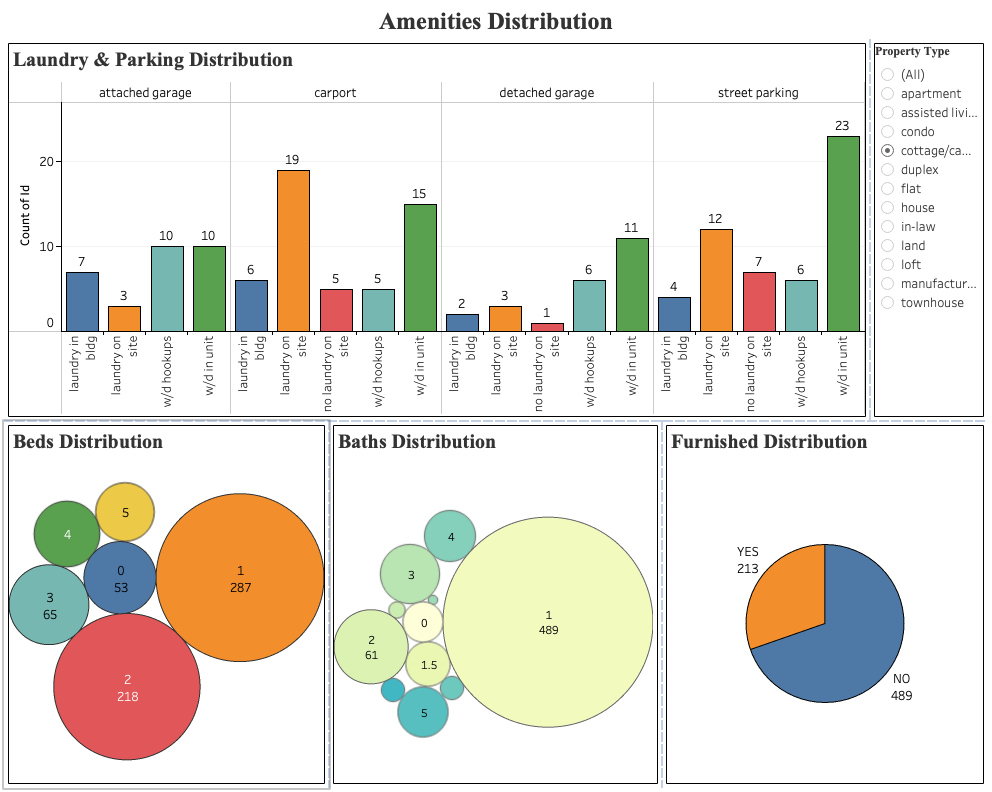 Amenities Distribution
Laundry & Parking Distribution
attached garage
carport
detached garage
street parking
Count of Id
20
10
0
7
3
10
10
6
19
5
5
15
2
3
1
6
11
4
12
7
6
23
laundry in
bldg
laundry on
site
w/d hookups
w/d in unit
laundry in
bldg
laundry on
site
no laundry on
site
w/d hookups
w/d in unit
laundry in
bldg
laundry on
site
no laundry on
site
w/d hookups
w/d in unit
laundry in
bldg
laundry on
site
no laundry on
site
w/d hookups
w/d in unit
Property Type
(All)
apartment
assisted livi...
condo
cottage/ca...
duplex
flat
house
in-law
land
loft
manufactur...
townhouse
Beds Distribution
5
4
0
53
1
287
3
65
2
218
Baths Distribution
4
3
0
1
489
2
61
1.5
5
Furnished Distribution
YES
213
NO
489